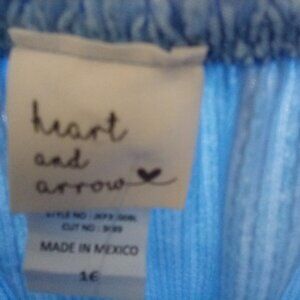 heart
and
arrow
STYLE NO :
CUT NO :
MADE IN MEXICO